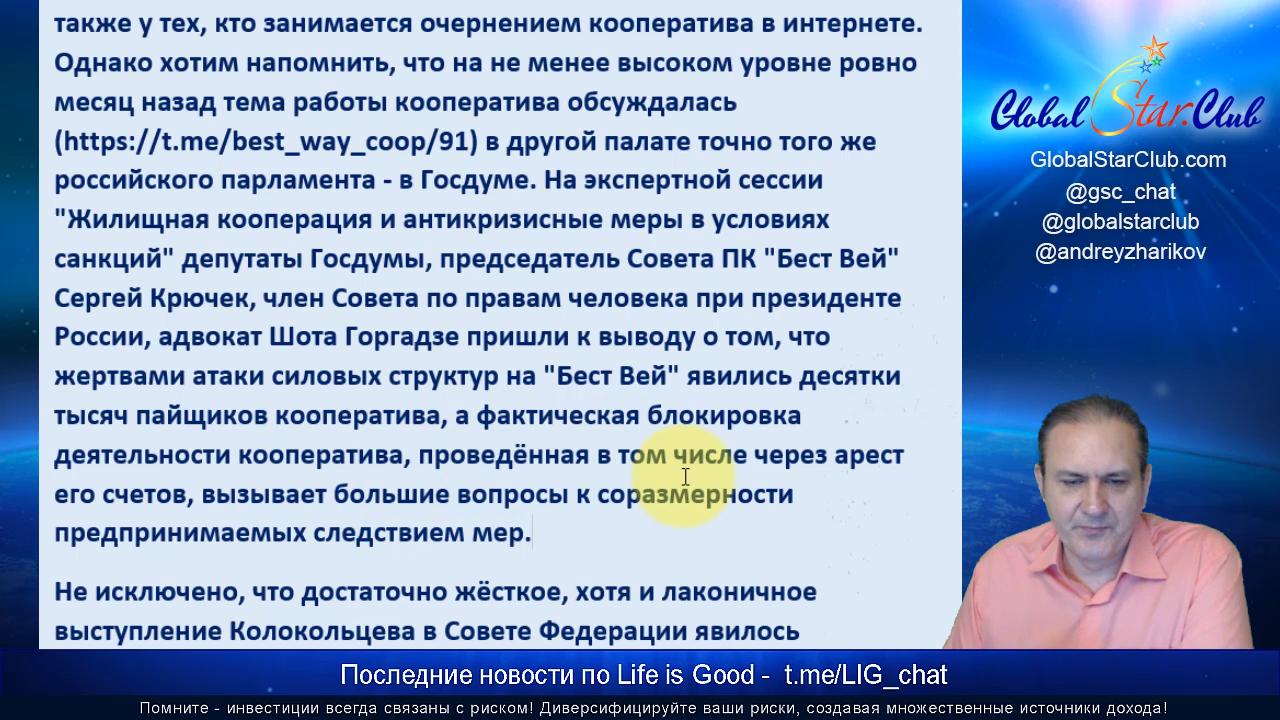 также у тех, кто занимается очернением кооператива в интернете.
Однако хотим напомнить, что на не менее высоком уровне ровно
месяц назад тема работы кооператива обсуждалась
(https://t.me/best_way_coop/91) в другой палате точно того же
российского парламента - в Госдуме. На экспертной сессии
"Жилищная кооперация и антикризисные меры в условиях
санкций" депутаты Госдумы, председатель Совета ПК "Бест Вей"
Сергей Крючек, член Совета по правам человека при президенте
России, адвокат Шота Горгадзе пришли к выводу о том, что
жертвами атаки силовых структур на "Бест Вей" явились десятки
тысяч пайщиков кооператива, а фактическая блокировка
деятельности кооператива, проведённая в том числе через арест
его счетов, вызывает большие вопросы к соразмерности
предпринимаемых следствием мер.
Не исключено, что достаточно жёсткое, хотя и лаконичное
выступление Колокольцева в Совете Федерации явилось
Global Star Club
GlobalStarClub.com
@gsc_chat
@globalstarclub
@andreyzharikov
Последние новости по Life is Good - t.me/LIG_chat
Помните - инвестиции всегда связаны с риском! Диверсифицируйте ваши риски, создавая множественные источники дохода!